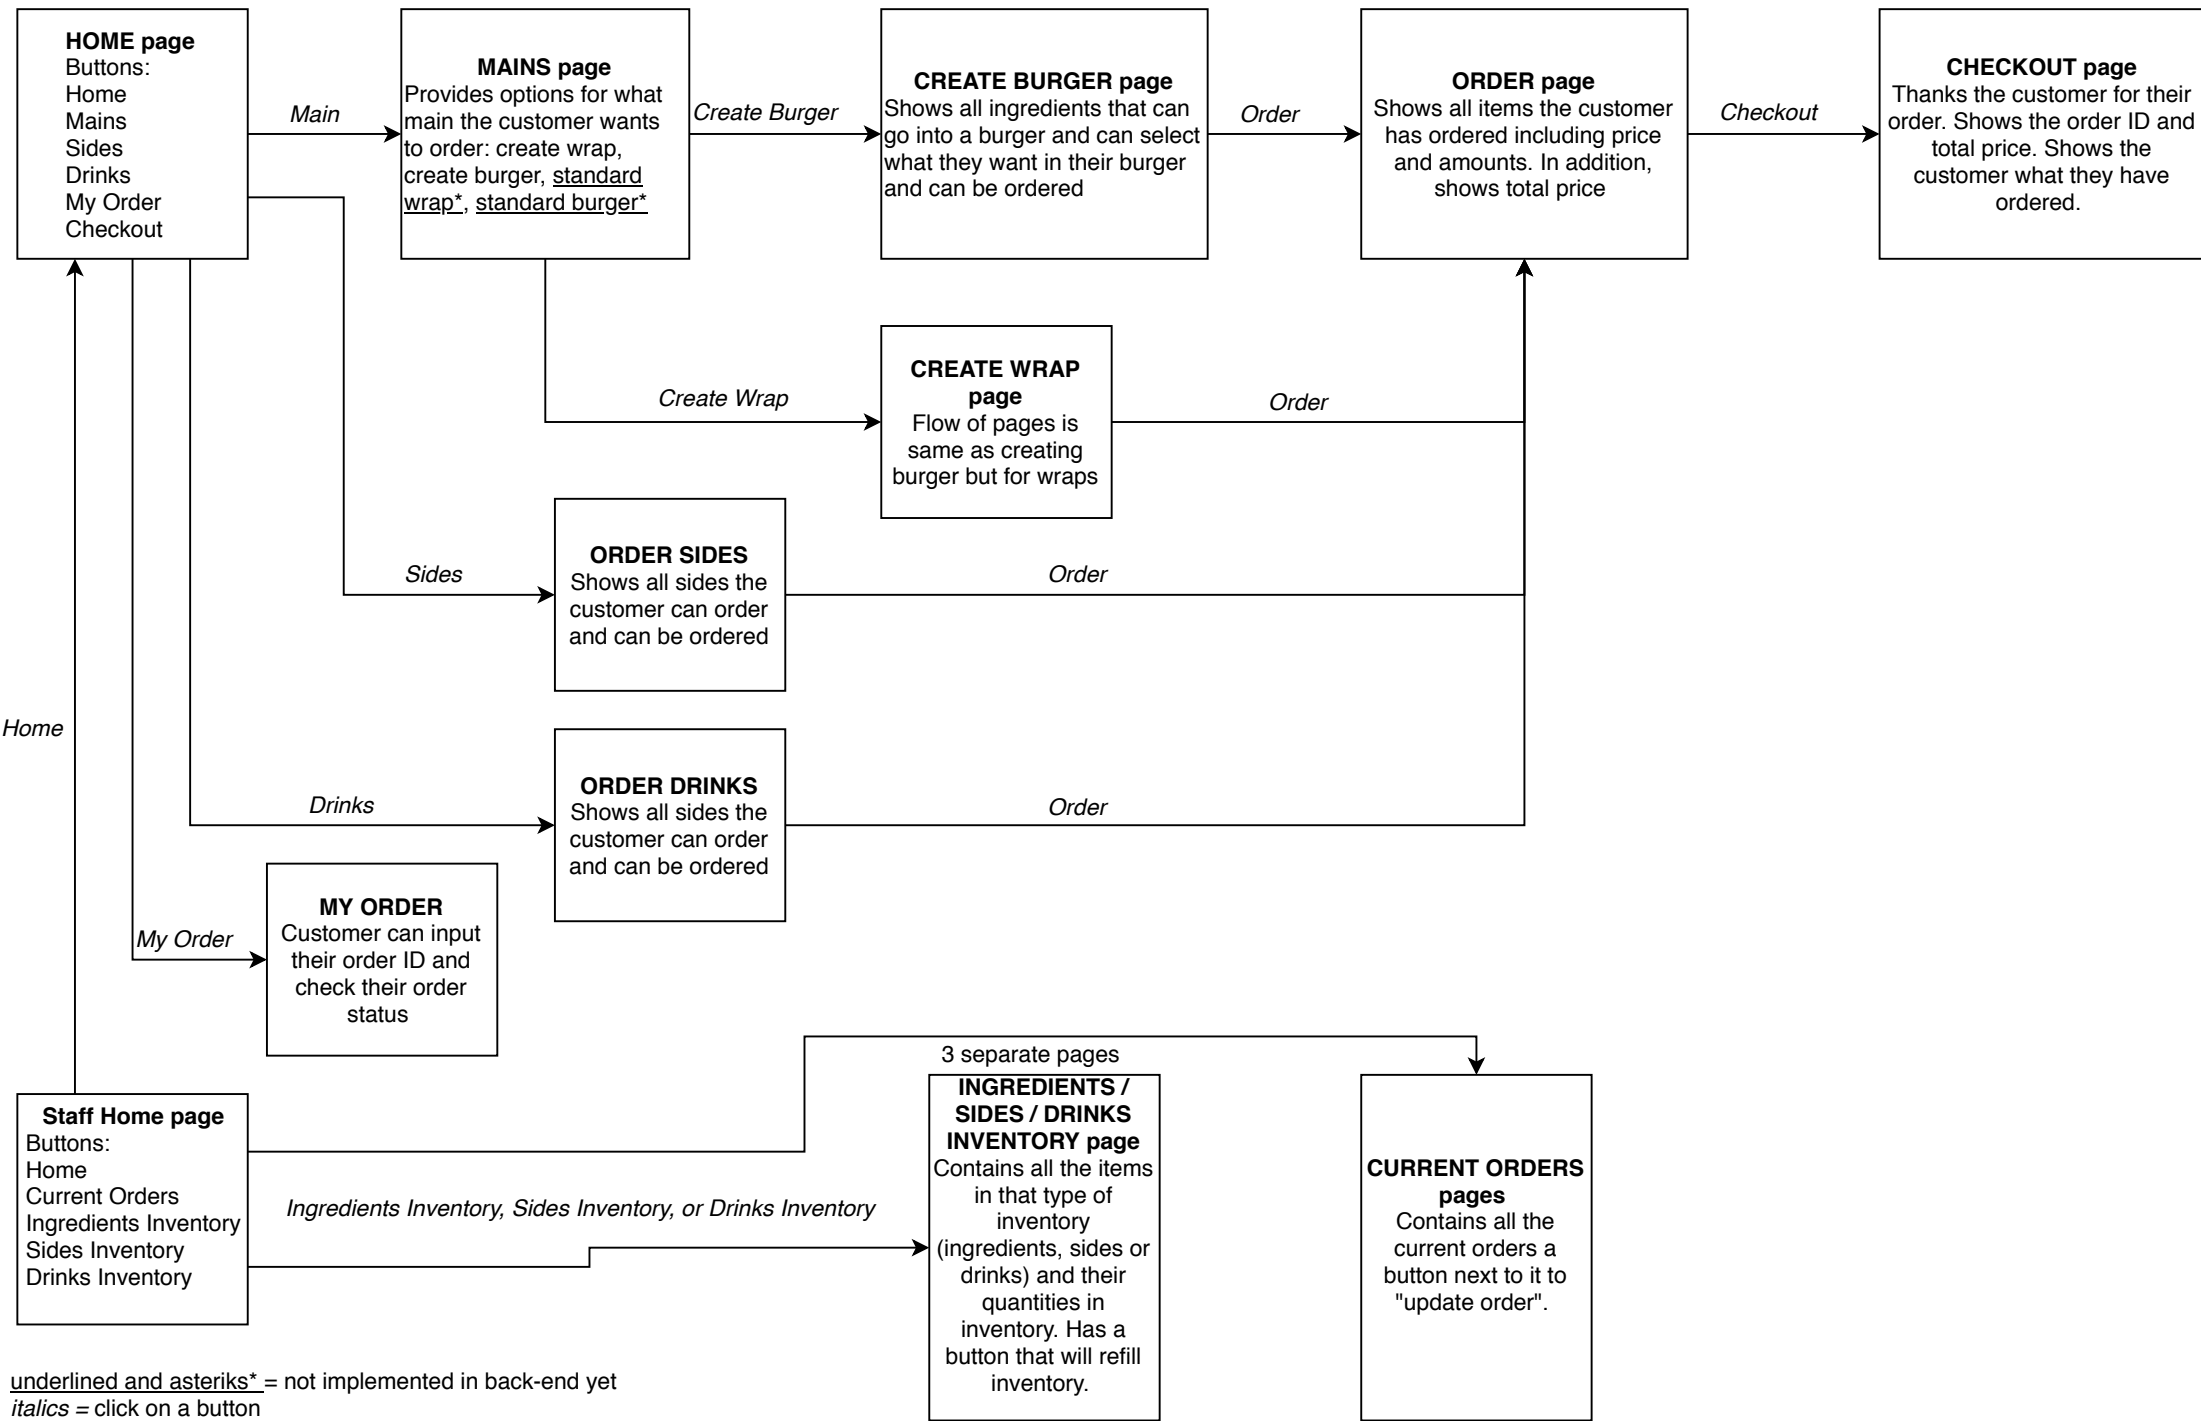 HOME page
Buttons:
Home
Mains
Sides
Drinks
My Order
Checkout
Main
MAINS page
Provides options for what
main the customer wants
to order: create wrap,
create burger, standard
wrap*, standard burger*
Create Burger
CREATE BURGER page
Shows all ingredients that can
go into a burger and can select
what they want in their burger
and can be ordered
Order
ORDER page
Shows all items the customer
has ordered including price
and amounts. In addition,
shows total price
Checkout
CHECKOUT page
Thanks the customer for their
order. Shows the order ID and
total price. Shows the
customer what they have
ordered.
Create Wrap
CREATE WRAP
page
Flow of pages is
same as creating
burger but for wraps
Order
Sides
ORDER SIDES
Shows all sides the
customer can order
and can be ordered
Order
Home
Drinks
ORDER DRINKS
Shows all sides the
customer can order
and can be ordered
Order
My Order
MY ORDER
Customer can input
their order ID and
check their order
status
Staff Home page
Buttons:
Home
Current Orders
Ingredients Inventory
Sides Inventory
Drinks Inventory
Ingredients Inventory, Sides Inventory, or Drinks Inventory
3 separate pages
INGREDIENTS /
SIDES / DRINKS
INVENTORY page
Contains all the items
in that type of
inventory
(ingredients, sides or
drinks) and their
quantities in
inventory. Has a
button that will refill
inventory.
CURRENT ORDERS
pages
Contains all the
current orders a
button next to it to
"update order".
underlined and asteriks* = not implemented in back-end yet
italics = click on a button